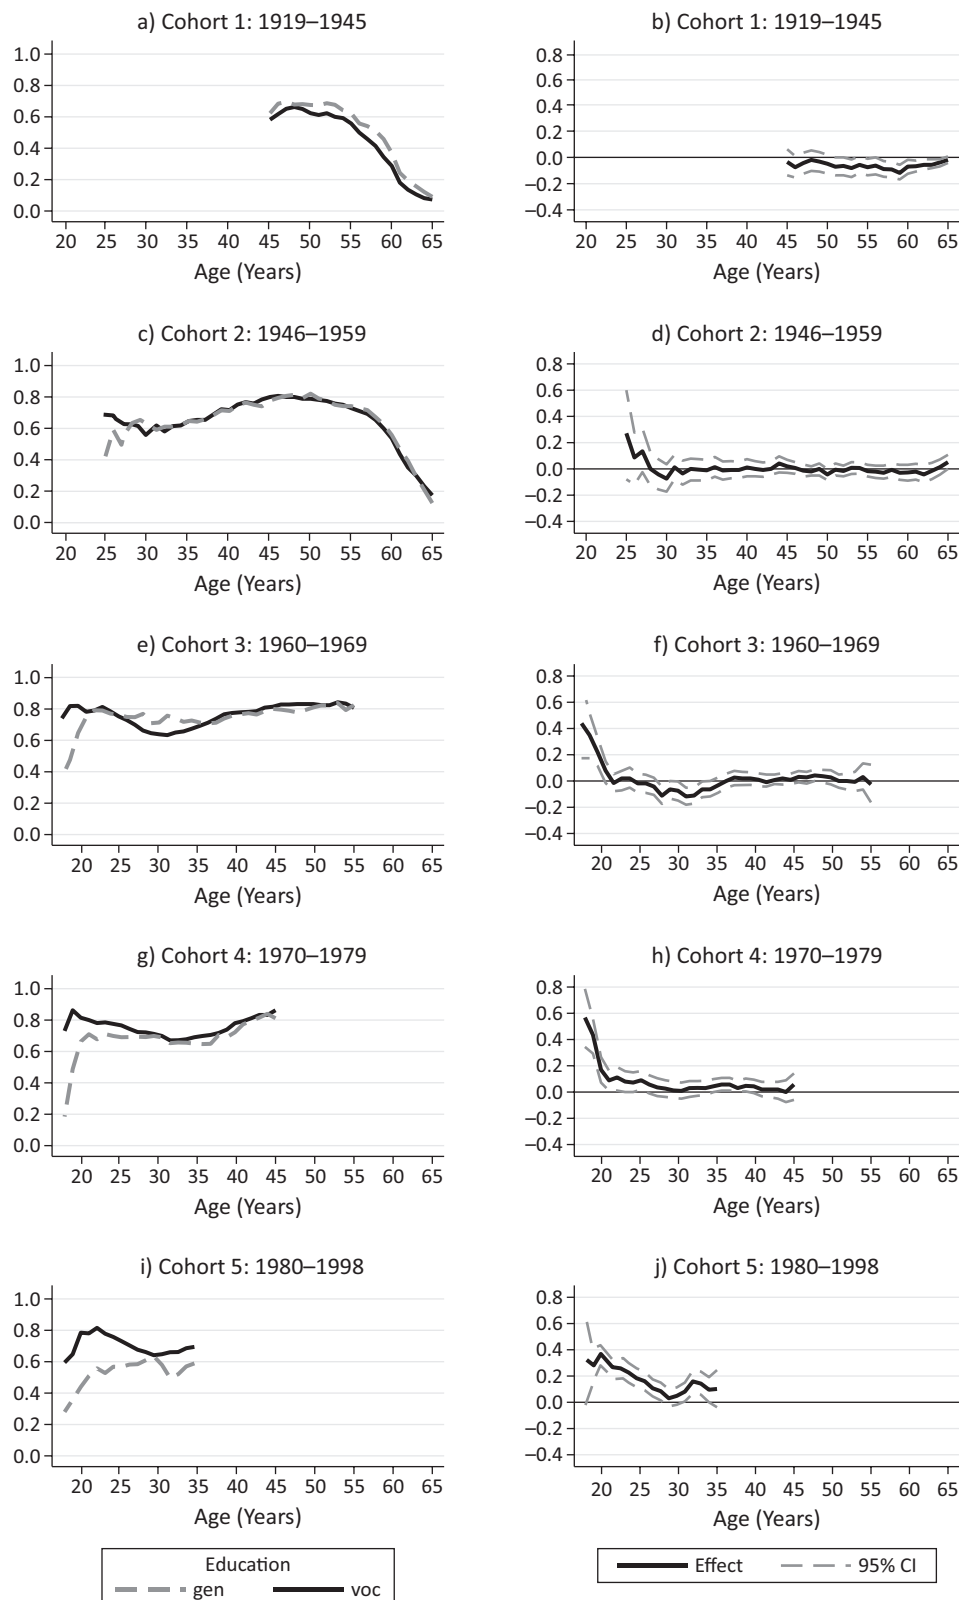 a) Cohort 1: 1919–1945
1.0
0.8
0.6
0.4
0.2
0.0
20 25 30 35 40 45 50 55 60 65
Age (Years)
b) Cohort 1: 1919–1945
0.8
0.6
0.4
0.2
0.0
–0.2
–0.4
20 25 30 35 40 45 50 55 60 65
Age (Years)
c) Cohort 2: 1946–1959
1.0
0.8
0.6
0.4
0.2
0.0
20 25 30 35 40 45 50 55 60 65
Age (Years)
d) Cohort 2: 1946–1959
0.8
0.6
0.4
0.2
0.0
–0.2
–0.4
20 25 30 35 40 45 50 55 60 65
Age (Years)
e) Cohort 3: 1960–1969
1.0
0.8
0.6
0.4
0.2
0.0
20 25 30 35 40 45 50 55 60 65
Age (Years)
f) Cohort 3: 1960–1969
0.8
0.6
0.4
0.2
0.0
–0.2
–0.4
20 25 30 35 40 45 50 55 60 65
Age (Years)
g) Cohort 4: 1970–1979
1.0
0.8
0.6
0.4
0.2
0.0
20 25 30 35 40 45 50 55 60 65
Age (Years)
h) Cohort 4: 1970–1979
0.8
0.6
0.4
0.2
0.0
–0.2
–0.4
20 25 30 35 40 45 50 55 60 65
Age (Years)
i) Cohort 5: 1980–1998
1.0
0.8
0.6
0.4
0.2
0.0
20 25 30 35 40 45 50 55 60 65
Age (Years)
j) Cohort 5: 1980–1998
0.8
0.6
0.4
0.2
0.0
–0.2
–0.4
20 25 30 35 40 45 50 55 60 65
Age (Years)
Education
gen voc
Effect 95% CI